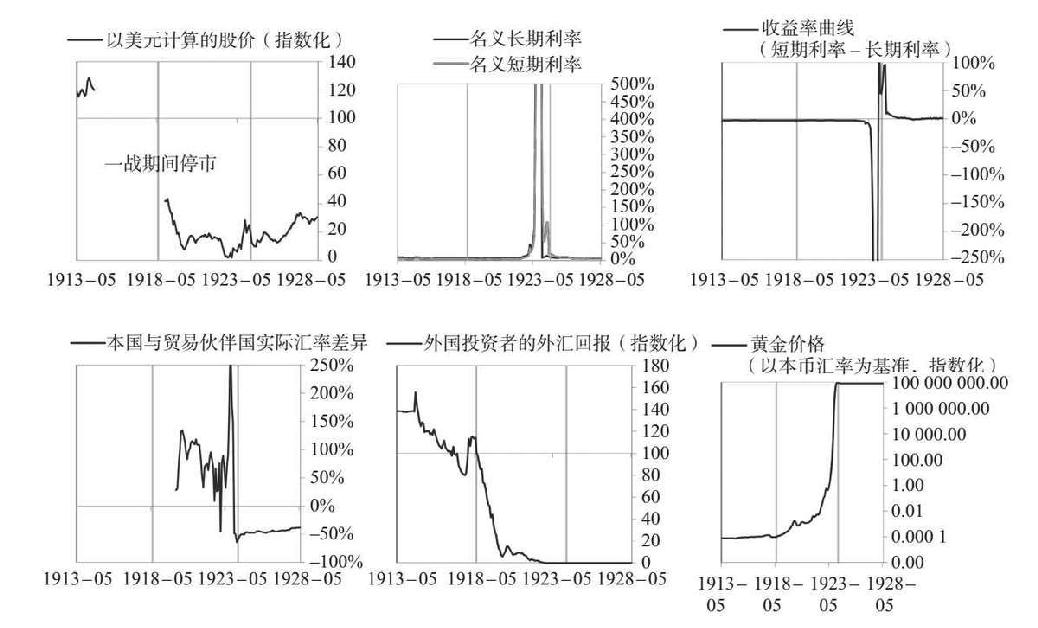 以美元计算的股价（指数化）
140
120
100
80
60
40
20
0
一战期间停市
1913–05 1918–05 1923–05 1928–05
名义长期利率
名义短期利率
500%
450%
400%
350%
300%
250%
200%
150%
100%
50%
0%
1913–05 1918–05 1923–05 1928–05
收益率曲线
（短期利率–长期利率）
100%
50%
0%
–50%
–100%
–150%
–200%
–250%
1913–05 1918–05 1923–05 1928–05
本国与贸易伙伴国实际汇率差异
250%
200%
150%
100%
50%
0%
–50%
–100%
1913–05 1918–05 1923–05 1928–05
外国投资者的外汇回报（指数化）
180
160
140
120
100
80
60
40
20
0
1913–05 1918–05 1923–05 1928–05
黄金价格
（以本币汇率为基准，指数化）
100 000 000.00
1 000 000.00
10 000.00
100.00
1.00
0.01
0.000 1
0.00
1913– 1918– 1923– 1928–
05 05 05 05